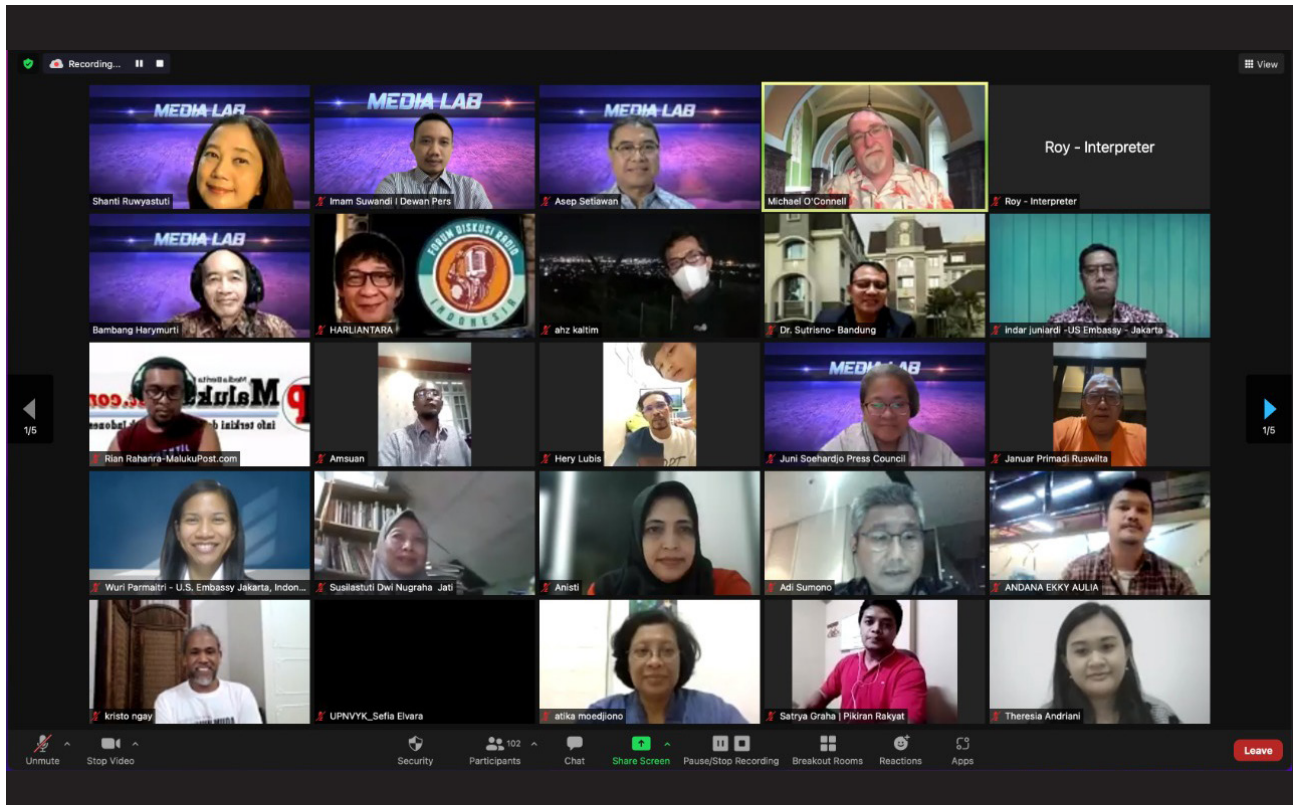 Recording...
View
MEDIA LAB
Shanti Ruwyastuti
MEDIA LAB
Imam Suwandi | Dewan Pers
MEDIA LAB
Asep Setiawan
Michael O'Connell
Roy - Interpreter
Roy - Interpreter
MEDIA LAB
Bambang Harymurti
FORUM DISKUSI RADIO
INDONESIA
HARLIANTARA
ahz kaltim
Dr. Sutrisno- Bandung
indar juniardi -US Embassy - Jakarta
1/5
Rian Rahanra-MalukuPost.com
Amsuan
Hery Lubis
MEDIA LAB
Juni Soehardjo Press Council
Januar Primadi Ruswilta
1/5
Wuri Parmaitri - U.S. Embassy Jakarta, Indon...
Susilastuti Dwi Nugraha Jati
Anisti
Adi Sumono
ANDANA EKKY AULIA
kristo ngay
UPNVYK_Sefia Elvara
atika moedjiono
Satrya Graha | Pikiran Rakyat
Theresia Andriani
Unmute
Stop Video
Security
102
Participants
Chat
Share Screen
Pause/Stop Recording
Breakout Rooms
Reactions
Apps
Leave